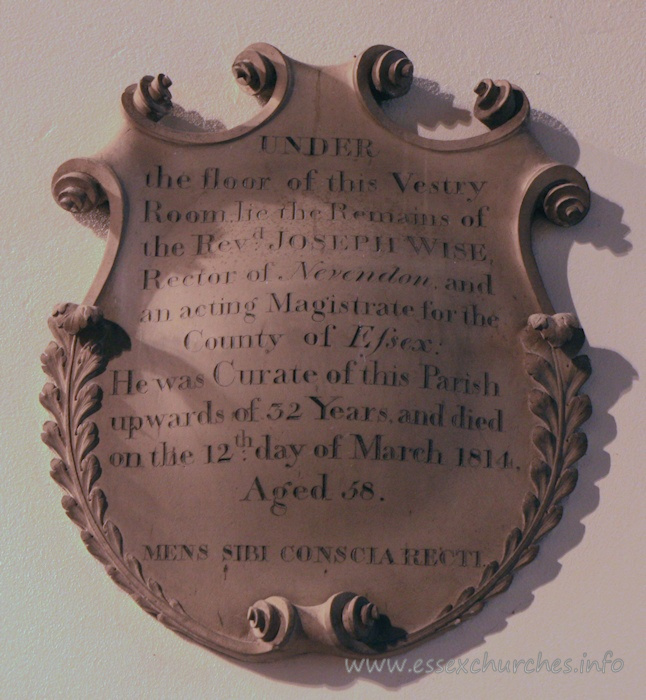 UNDER
the floor of this Vestry
Room, lie the Remains of
the Revd. JOSEPH WISE,
Rector of Nevendon, and
an acting Magistrate for the
County of Eſsex:
He was Curate of this Parish
upwards of 32 Years, and died
on the 12th. day of March 1814,
Aged 58.
MENS SIBI CONSCIA RECTI.
www.essexchurches.info